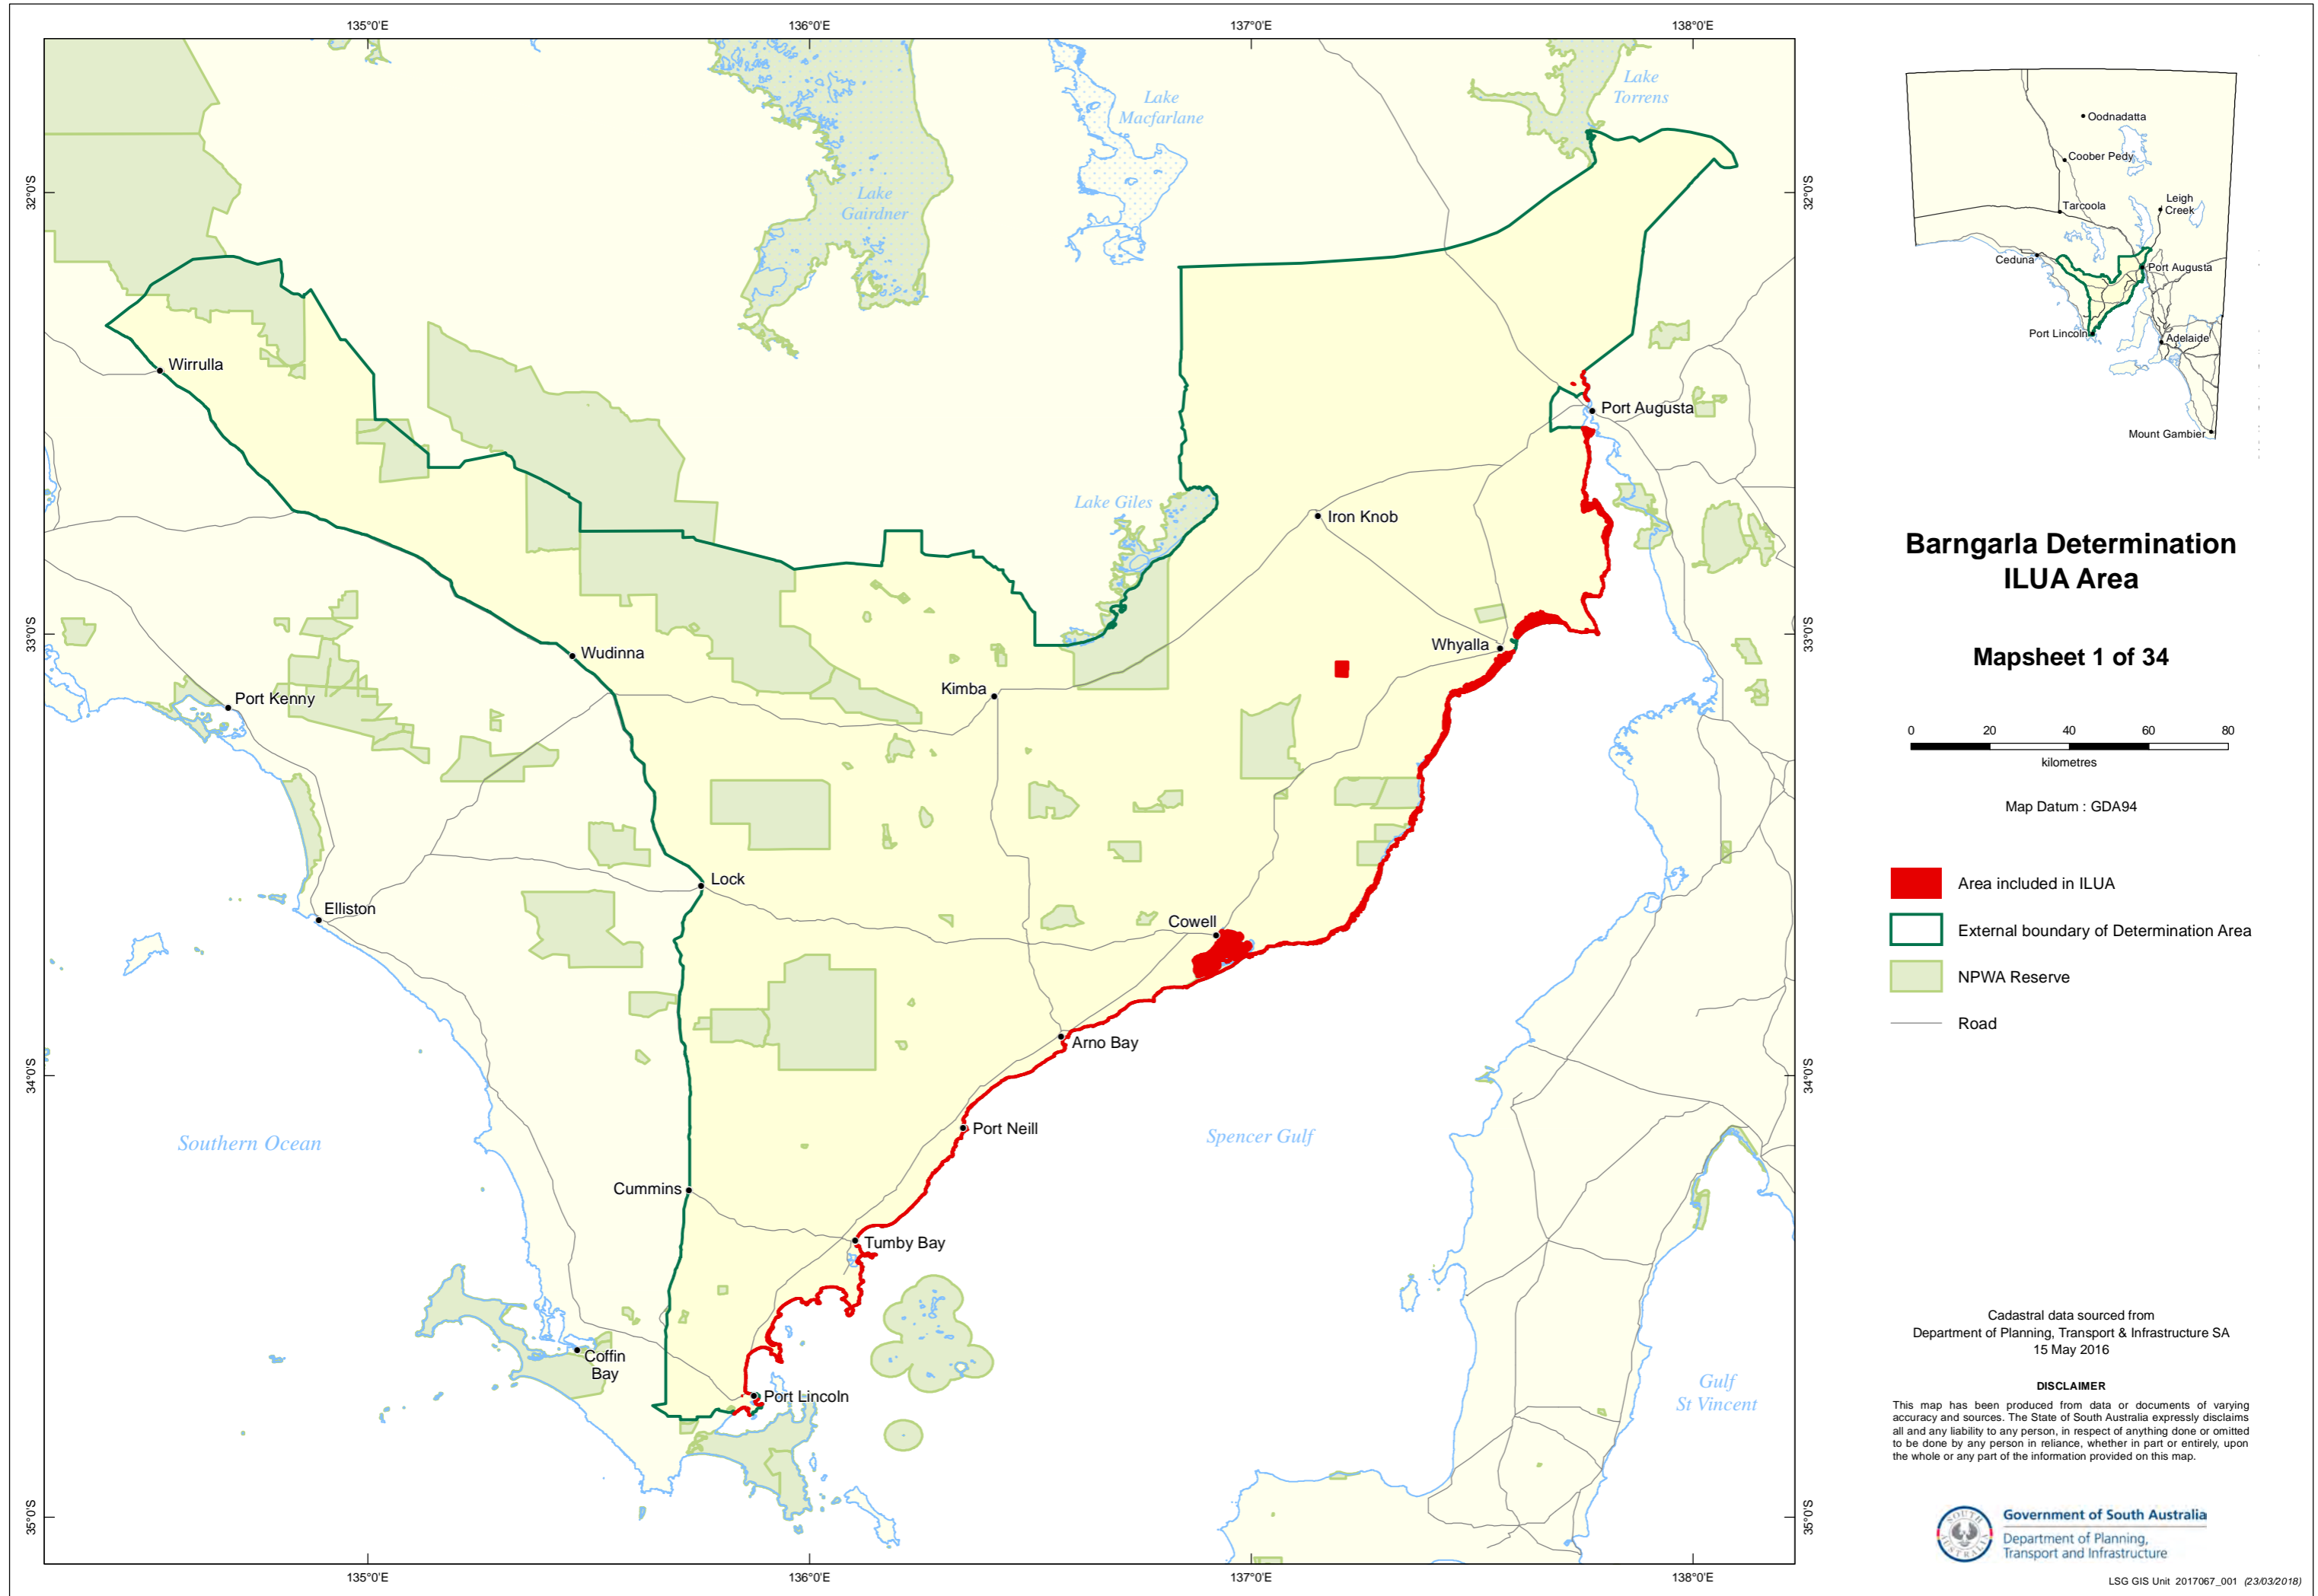 135°0'E
136°0'E
137°0'E
138°0'E
32°0'S
32°0'S
33°0'S
33°0'S
34°0'S
34°0'S
35°0'S
35°0'S
135°0'E
136°0'E
137°0'E
138°0'E
Lake
Torrens
Lake
Macfarlane
Lake
Gairdner
Wirrulla
Port Augusta
Lake Giles
Iron Knob
Whyalla
Wudinna
Kimba
Port Kenny
Lock
Elliston
Cowell
Arno Bay
Port Neill
Southern Ocean
Spencer Gulf
Cummins
Tumby Bay
Coffin
Bay
Port Lincoln
Gulf
St Vincent
Oodnadatta
Coober Pedy
Tarcoola
Leigh
Creek
Ceduna
Port Augusta
Port Lincoln
Adelaide
Mount Gambier
Barngarla Determination
ILUA Area
Mapsheet 1 of 34
0 20 40 60 80
kilometres
Map Datum : GDA94
Area included in ILUA
External boundary of Determination Area
NPWA Reserve
Road
Cadastral data sourced from
Department of Planning, Transport & Infrastructure SA
15 May 2016
DISCLAIMER
This map has been produced from data or documents of varying
accuracy and sources. The State of South Australia expressly disclaims
all and any liability to any person, in respect of anything done or omitted
to be done by any person in reliance, whether in part or entirely, upon
the whole or any part of the information provided on this map.
SOUTH
AUSTRALIA
Government of South Australia
Department of Planning,
Transport and Infrastructure
LSG GIS Unit 2017067_001 (23/03/2018)